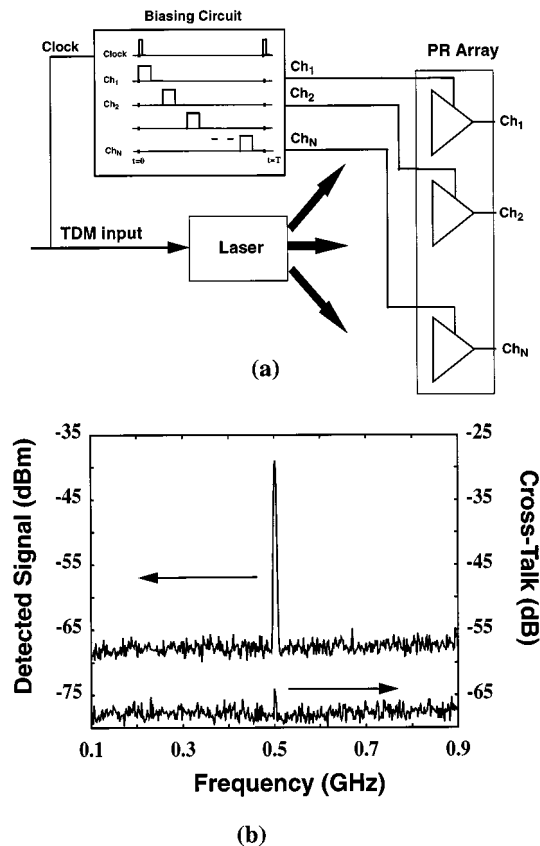 Biasing Circuit
Clock
PR Array
Clock
Ch1
Ch2
ChN
t=0
t=T
Ch1
Ch2
ChN
Ch1
Ch2
ChN
TDM input
Laser
(a)
Detected Signal (dBm)
-35
-45
-55
-65
-75
-25
-35
-45
-55
-65
Cross-Talk (dB)
0.1
0.3
0.5
0.7
0.9
Frequency (GHz)
(b)